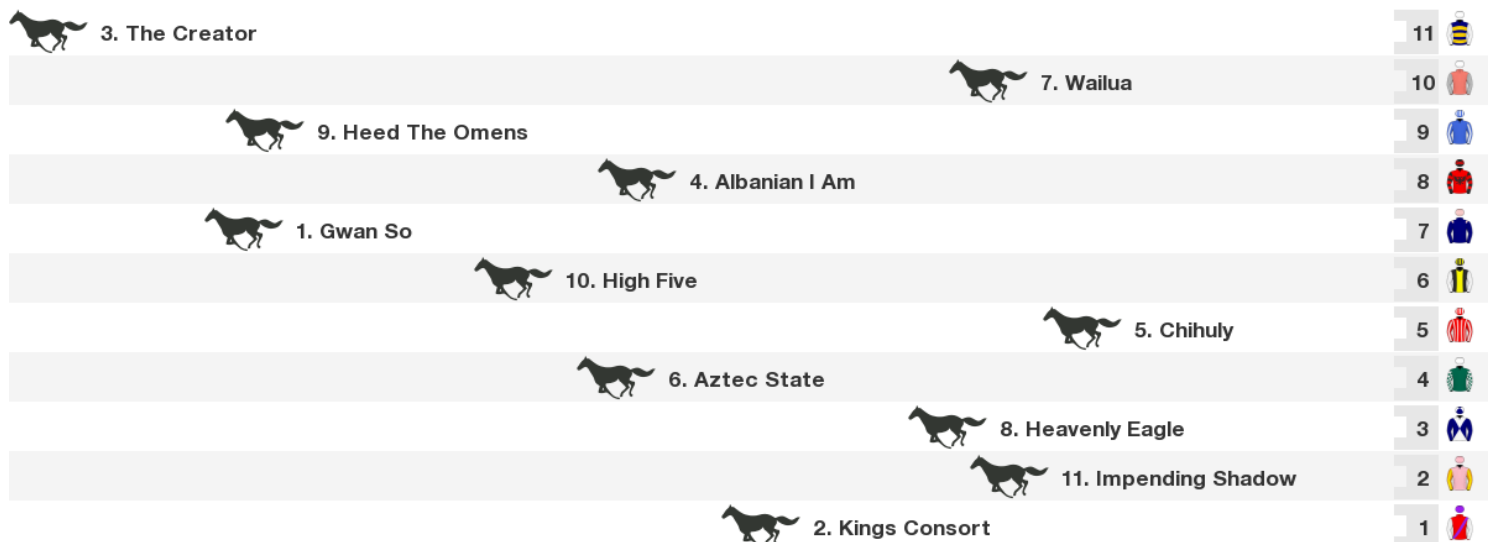 3. The Creator 11
7. Wailua 10
9. Heed The Omens 9
4. Albanian I Am 8
1. Gwan So 7
10. High Five 6
5. Chihuly 5
6. Aztec State 4
8. Heavenly Eagle 3
11. Impending Shadow 2
2. Kings Consort 1